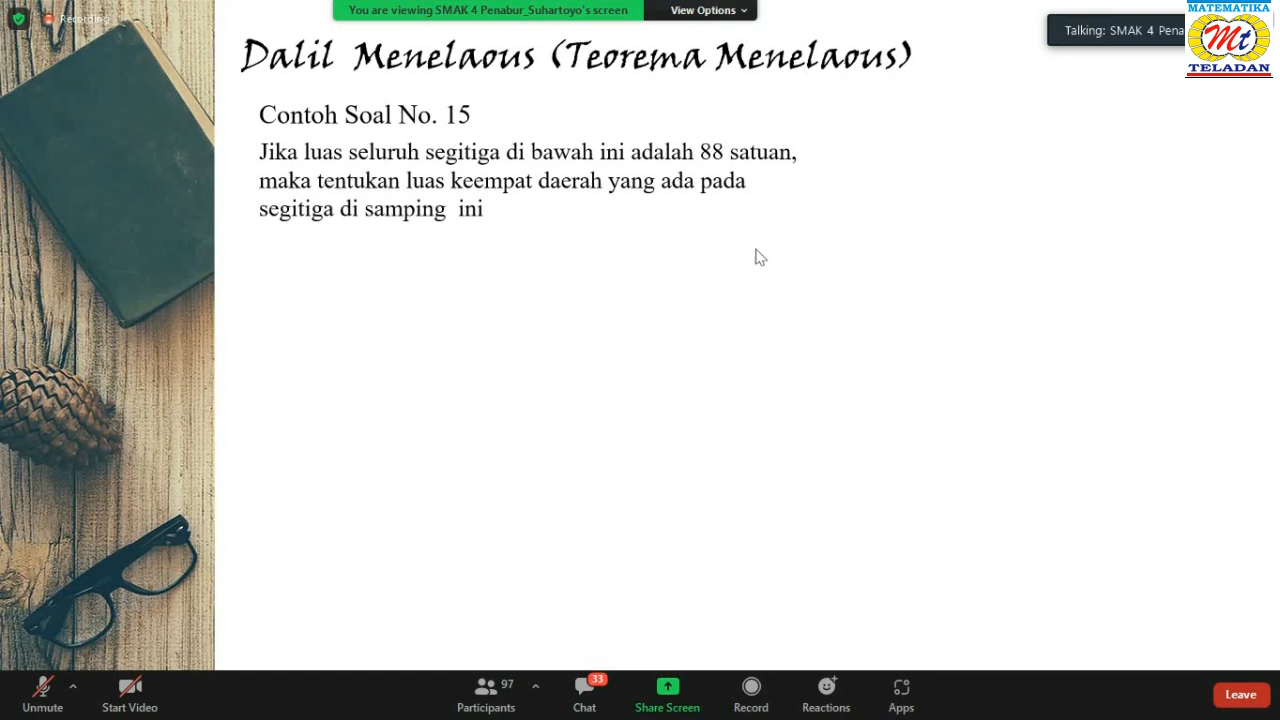 Recording
You are viewing SMAK 4 Penabur_Suhartoyo's screen
View Options
Talking: SMAK 4 Pena
MATEMATIKA
Mt
TELADAN
Dalil Menelaous (Teorema Menelaous)
Contoh Soal No. 15
Jika luas seluruh segitiga di bawah ini adalah 88 satuan,
maka tentukan luas keempat daerah yang ada pada
segitiga di samping ini
Unmute
Start Video
97
Participants
33
Chat
Share Screen
Record
Reactions
Apps
Leave